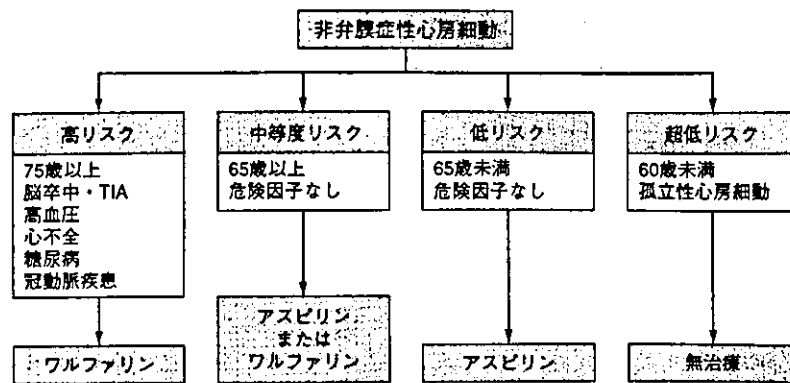 非弁膜症性心房細動
高リスク
75歳以上
脳卒中・TIA
高血圧
心不全
糖尿病
冠動脈疾患
ワルファリン
中等度リスク
65歳以上
危険因子なし
アスピリン
または
ワルファリン
低リスク
65歳未満
危険因子なし
アスピリン
超低リスク
60歳未満
孤立性心房細動
無治療